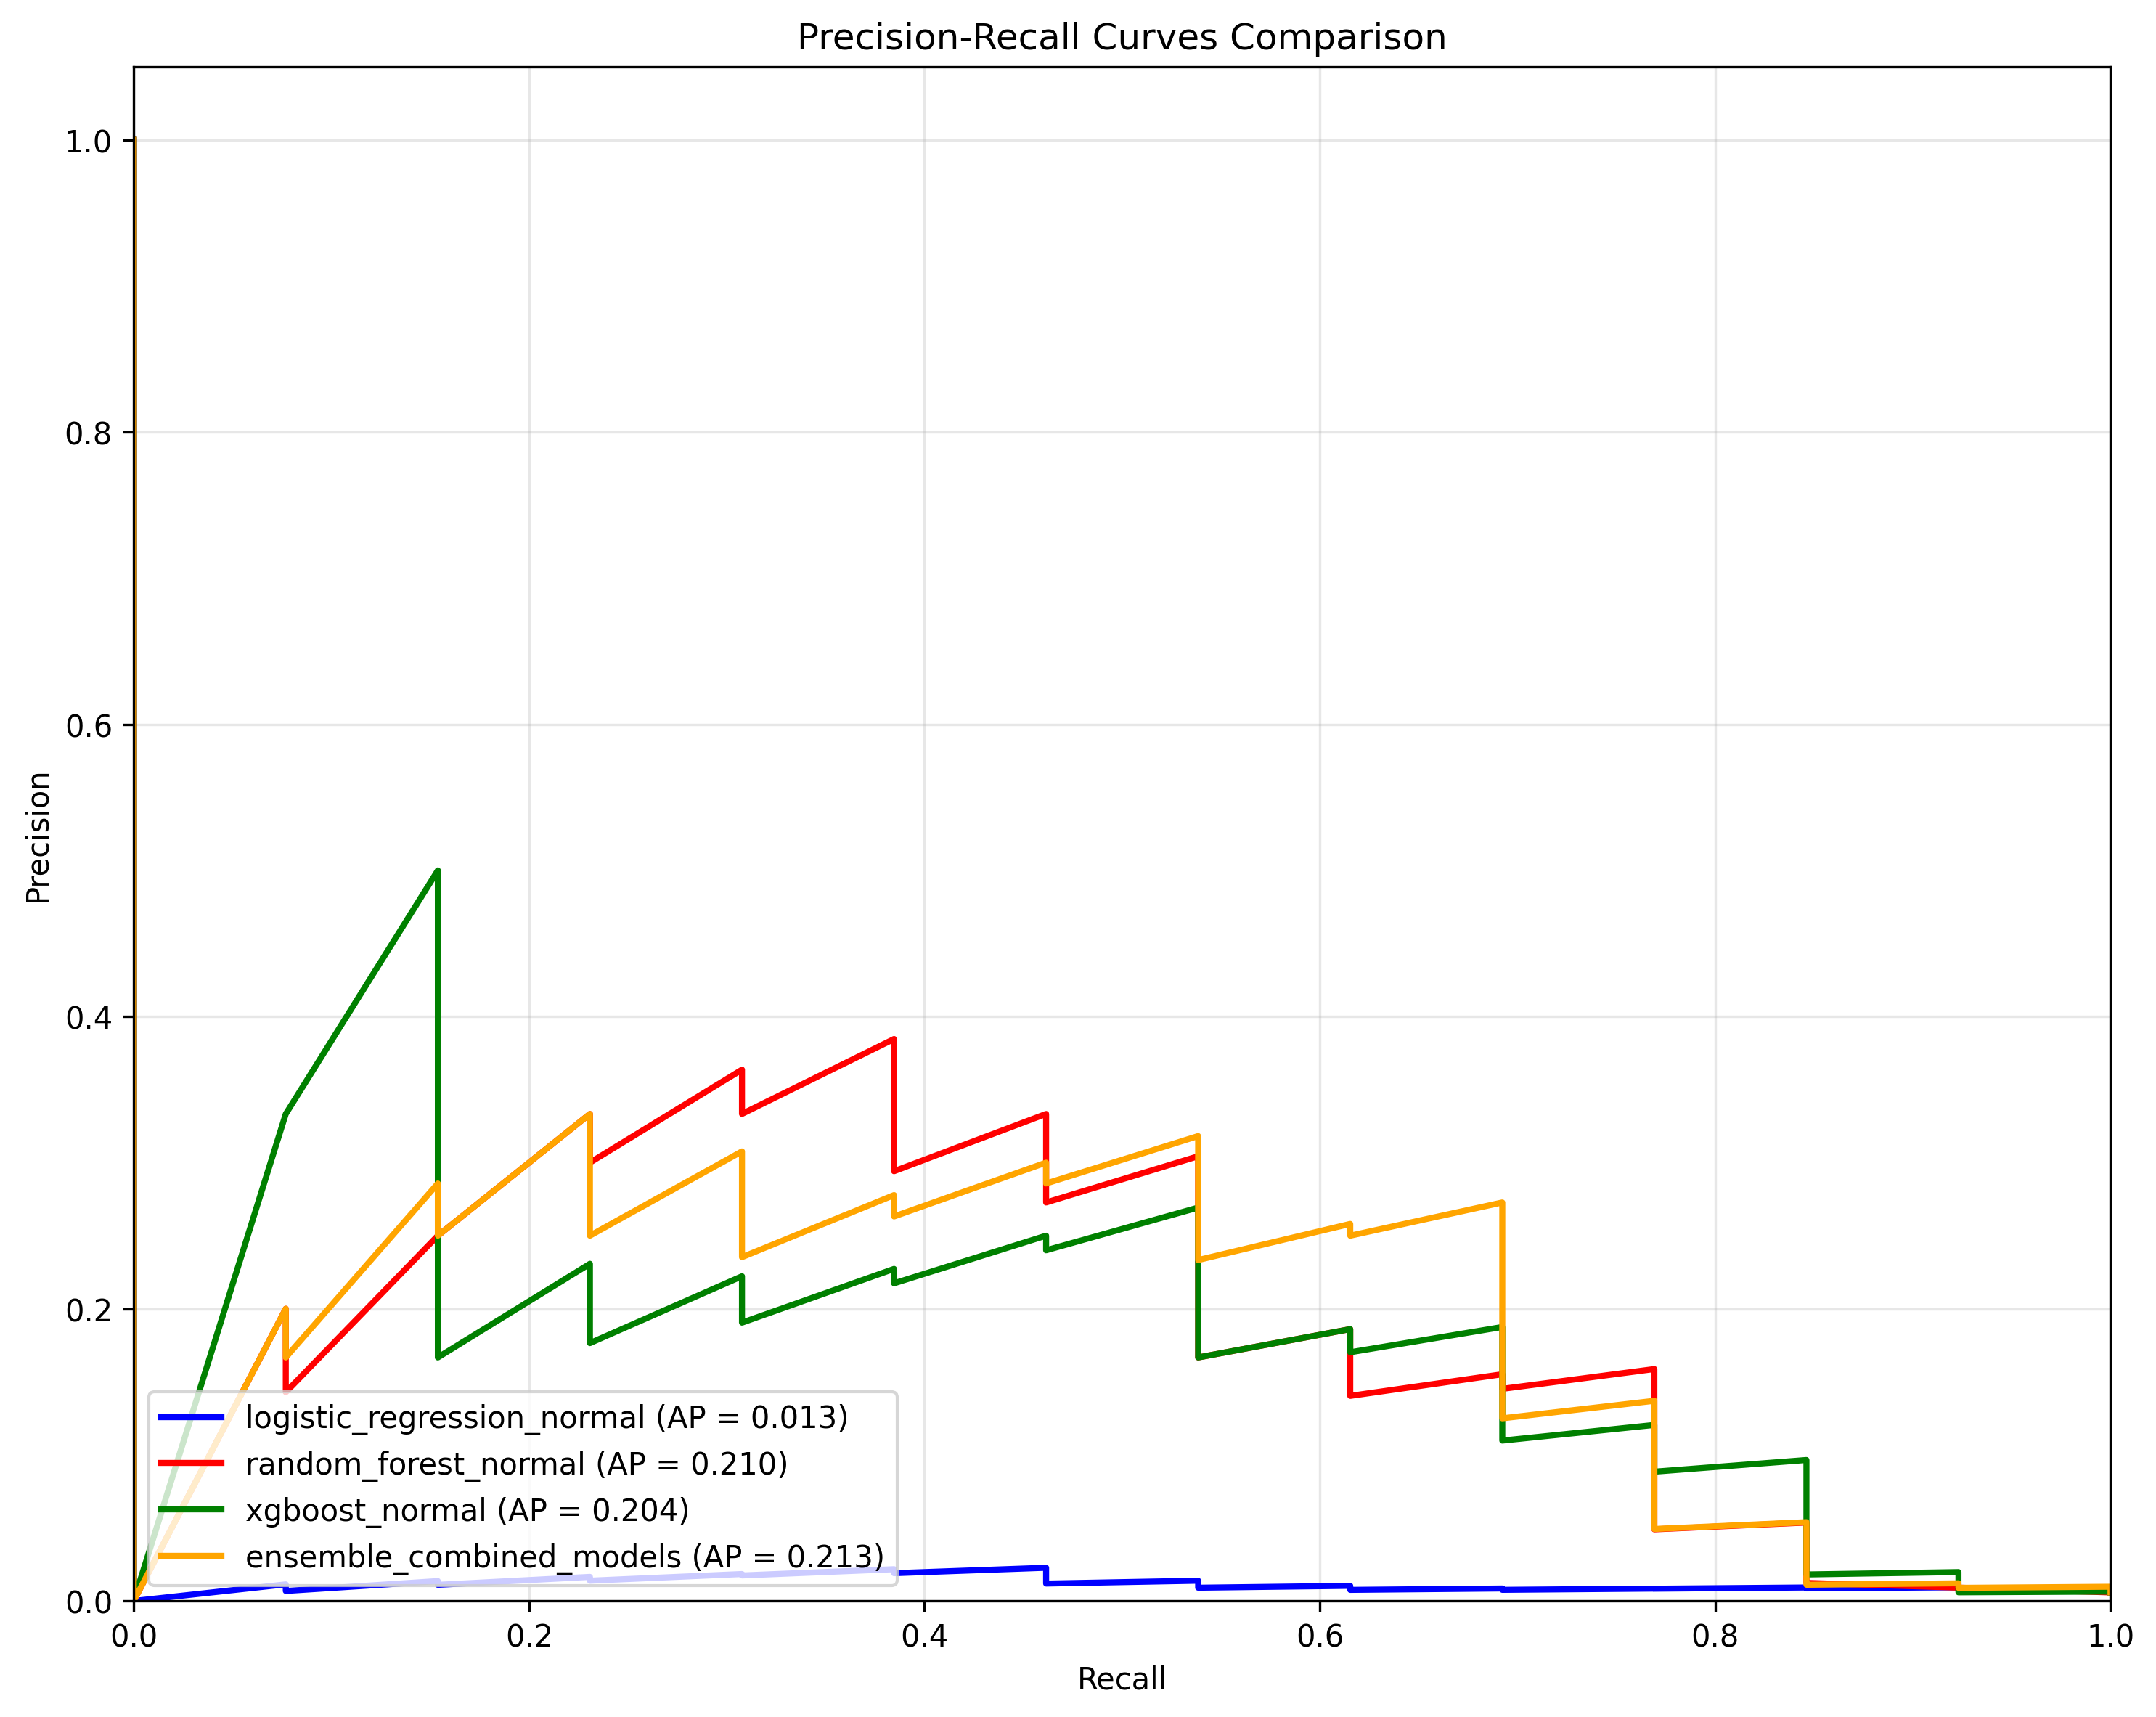 Precision-Recall Curves Comparison
1.0
0.8
0.6
0.4
0.2
0.0
Precision
logistic_regression_normal (AP = 0.013)
random_forest_normal (AP = 0.210)
xgboost_normal (AP = 0.204)
ensemble_combined_models (AP = 0.213)
0.0 0.2 0.4 0.6 0.8 1.0
Recall